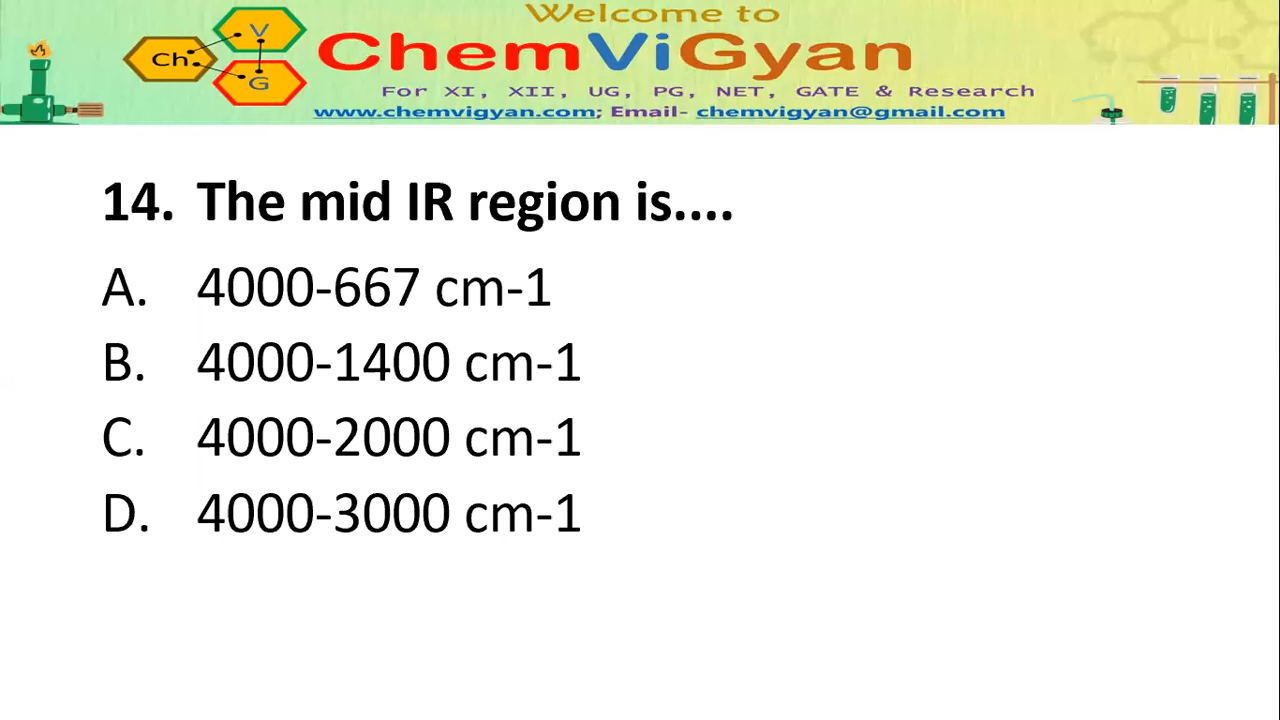 Welcome to
Ch
V
G
ChemViGyan
For XI, XII, UG, PG, NET, GATE & Research
www.chemvigyan.com; Email- chemvigyan@gmail.com
14. The mid IR region is....
A. 4000-667 cm-1
B. 4000-1400 cm-1
C. 4000-2000 cm-1
D. 4000-3000 cm-1